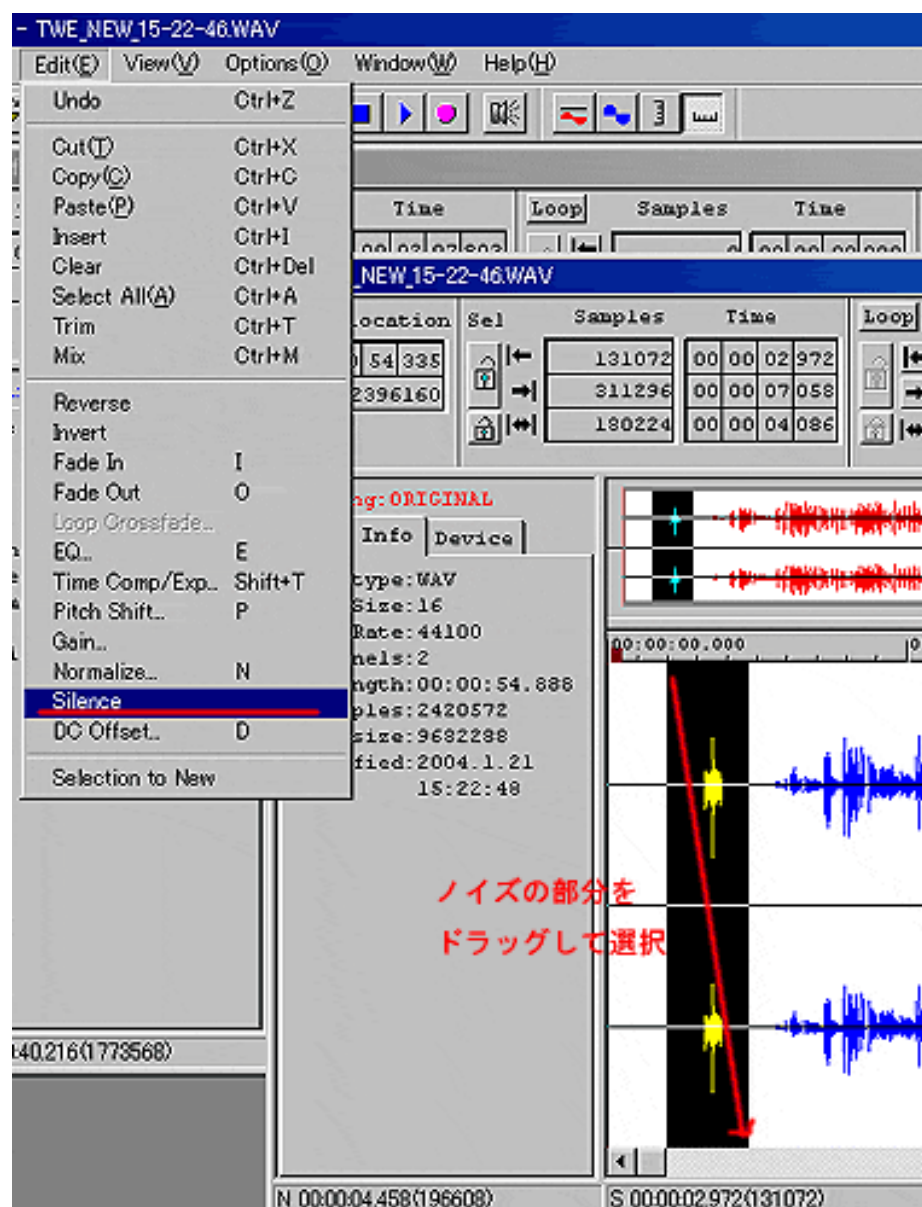 - TWE_NEW_15-22-46.WAV
Edit(E) View(V) Options(O) Window(W) Help(H)
Undo Ctrl+Z
Cut(T) Ctrl+X
Copy(C) Ctrl+C
Paste(P) Ctrl+V
Insert Ctrl+I
Clear Ctrl+Del
Select All(A) Ctrl+A
Trim Ctrl+T
Mix Ctrl+M
Reverse
Invert
Fade In I
Fade Out O
Loop Crossfade...
EQ... E
Time Comp/Exp... Shift+T
Pitch Shift... P
Gain...
Normalize... N
Silence
DC Offset... D
Selection to New
Time Loop Samples Time
_NEW_15-22-46.WAV
ocation Sel Samples Time Loop
54 335 131072 00 00 02 972
2396160 311296 00 00 07 058
180224 00 00 04 086
ng:ORIGINAL
Info Device
type:WAV
Size:16
Rate:44100
nels:2
ngth:00:00:54.888
ples:2420572
size:9682288
fied:2004.1.21
15:22:48
00:00:00.000
ノイズの部分を
ドラッグして選択
:40.216(1773568)
N 00:00:04.458(196608) S 00:00:02.972(131072)